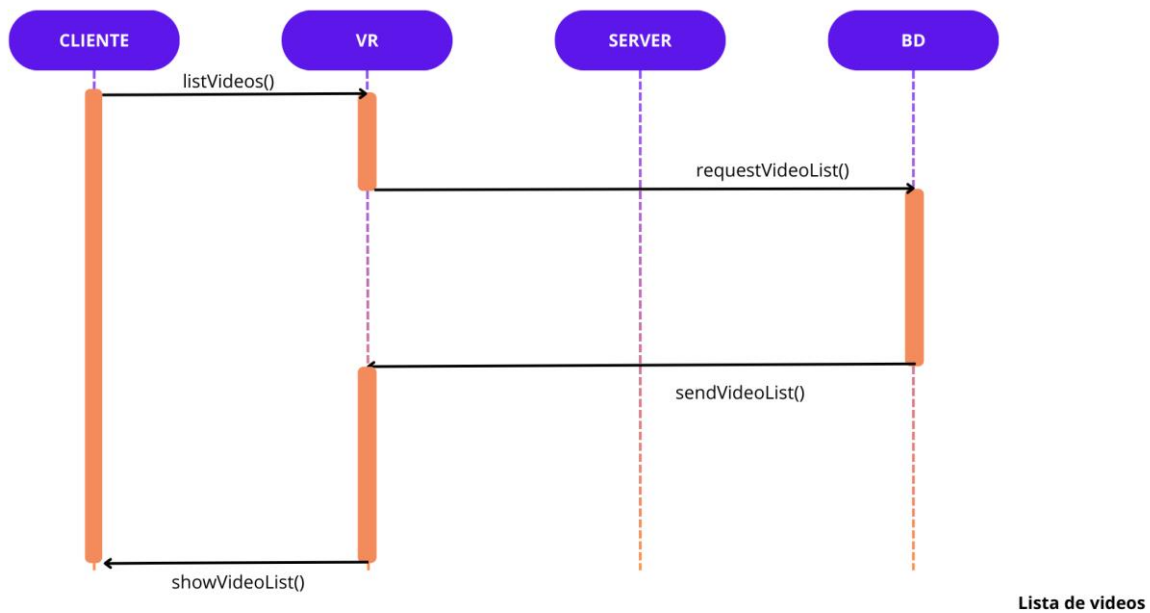 CLIENTE
VR
SERVER
BD
listVideos()
requestVideoList()
sendVideoList()
showVideoList()
Lista de videos